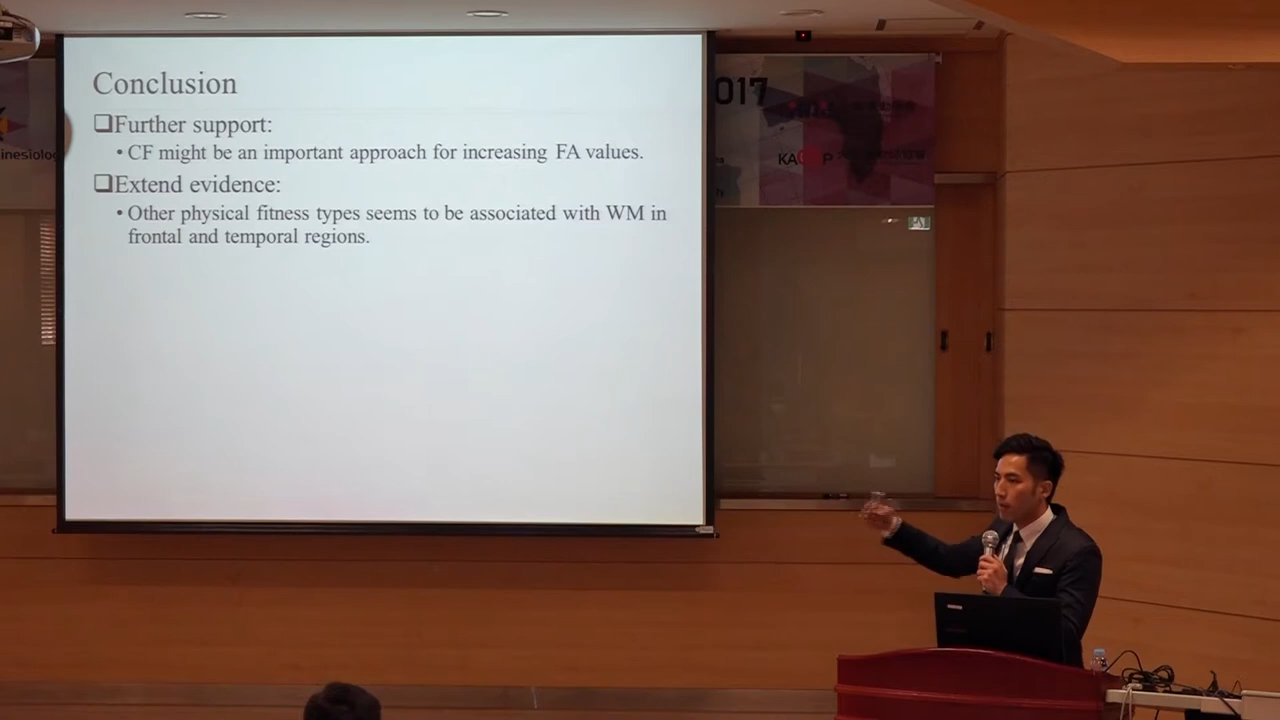 Conclusion
❑Further support:
• CF might be an important approach for increasing FA values.
❑Extend evidence:
• Other physical fitness types seems to be associated with WM in
frontal and temporal regions.
017